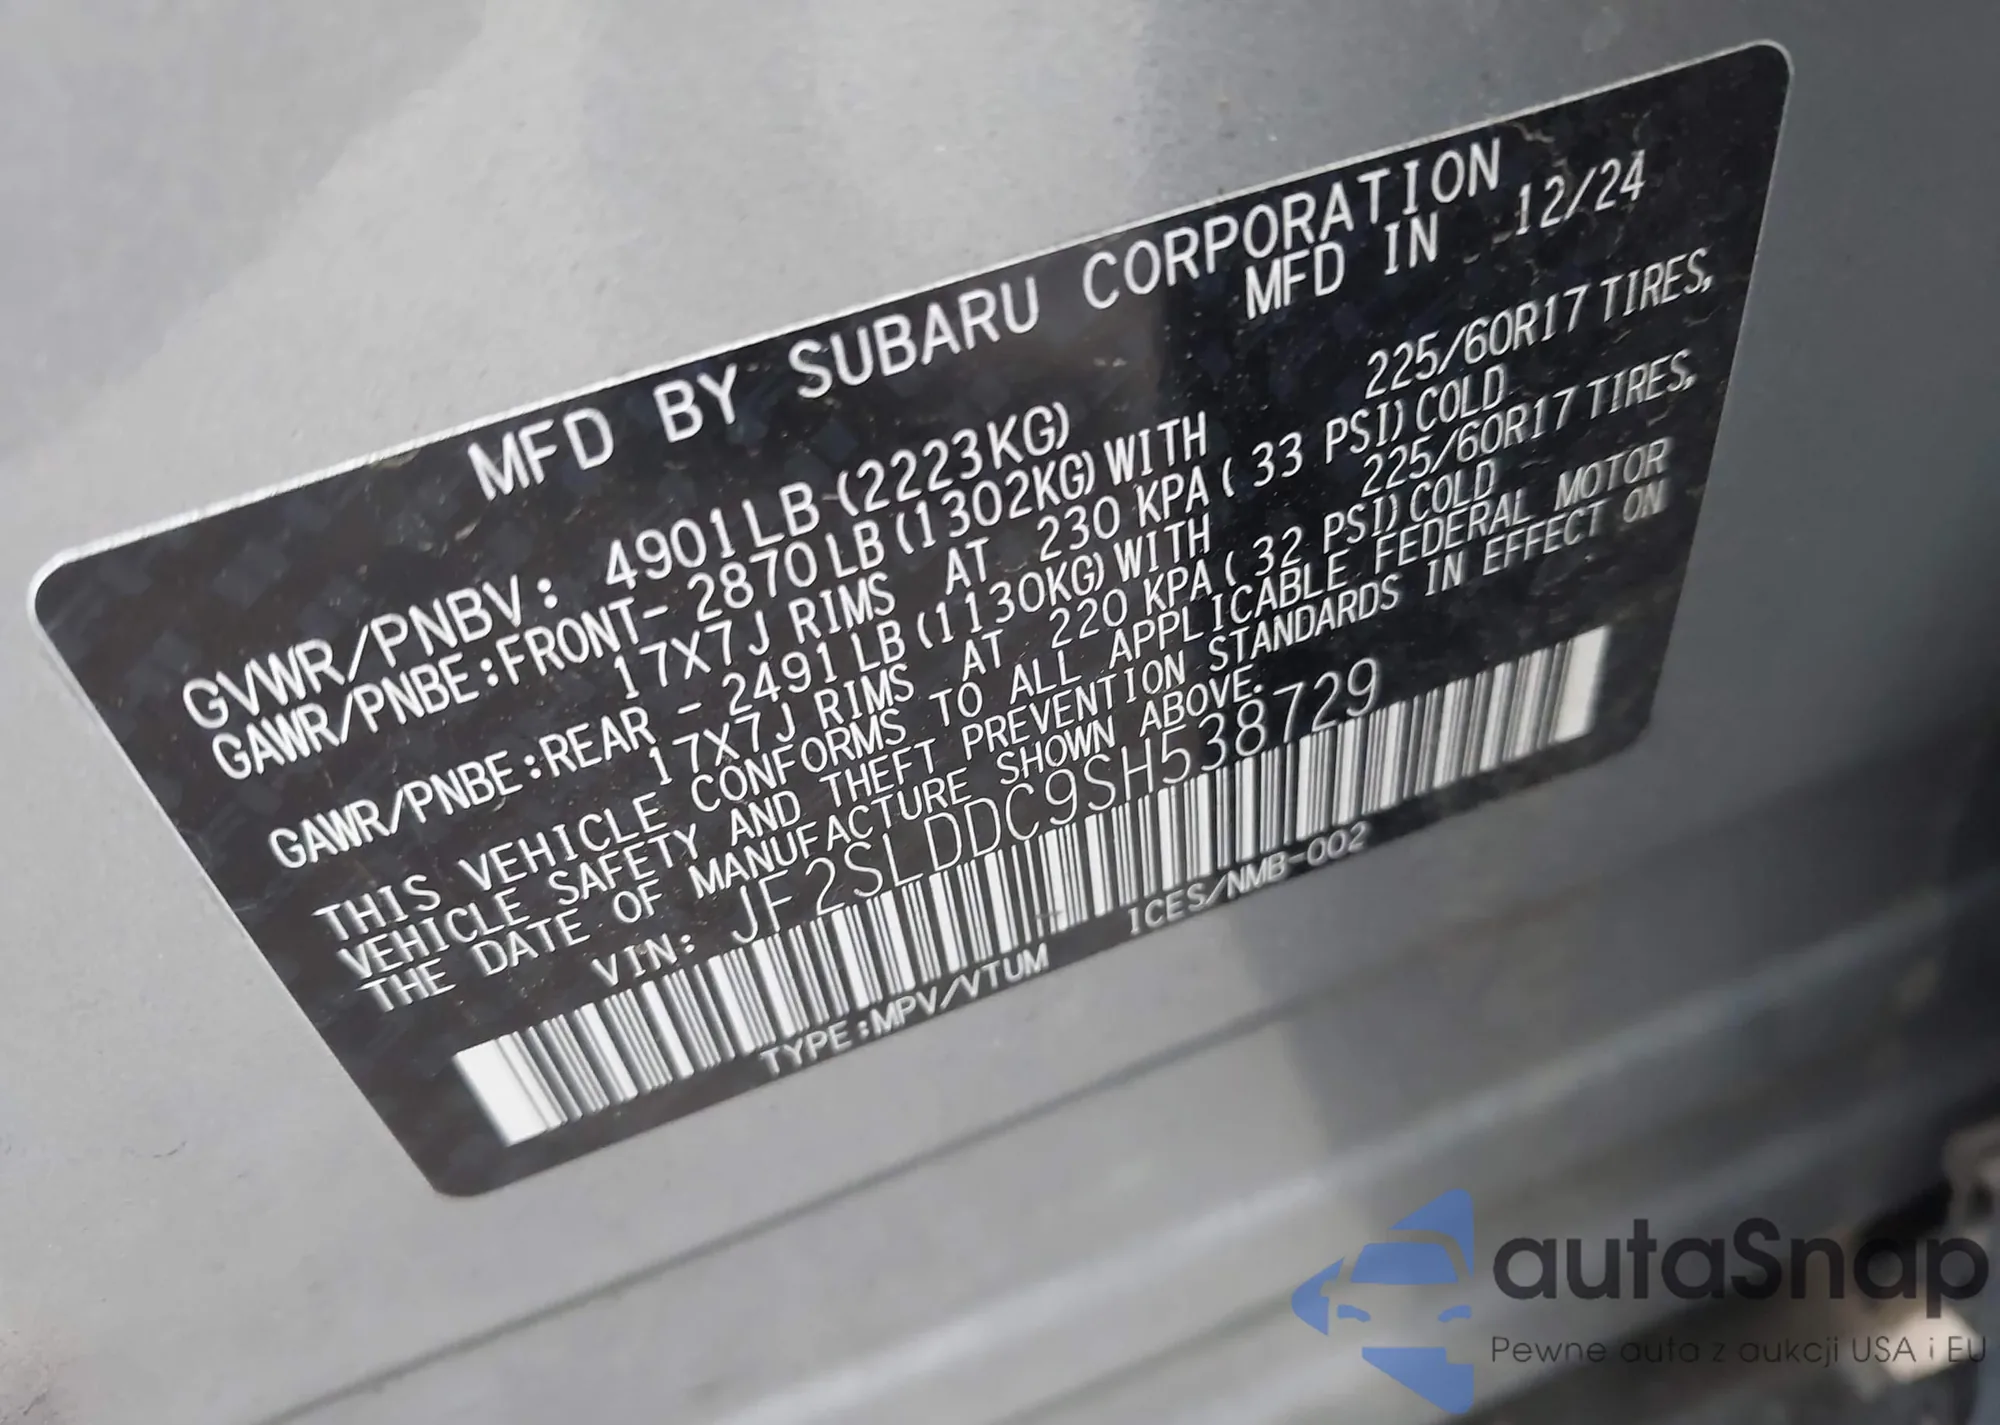 MFD BY SUBARU CORPORATION
MFD IN 12/24
GVWR/PNBV: 4901LB (2223KG)
GAWR/PNBE:FRONT- 2870LB (1302KG) WITH 225/60R17 TIRES,
17X7J RIMS AT 230 KPA ( 33 PSI) COLD
GAWR/PNBE:REAR - 2491LB (1130KG) WITH 225/60R17 TIRES,
17X7J RIMS AT 220 KPA ( 32 PSI) COLD
THIS VEHICLE CONFORMS TO ALL APPLICABLE FEDERAL MOTOR
VEHICLE SAFETY AND THEFT PREVENTION STANDARDS IN EFFECT ON
THE DATE OF MANUFACTURE SHOWN ABOVE.
VIN: JF2SLDDC9SH538729
TYPE:MPV/VTUM ICES/NMB-002
autaSnap
Pewne auta z aukcji USA i EU